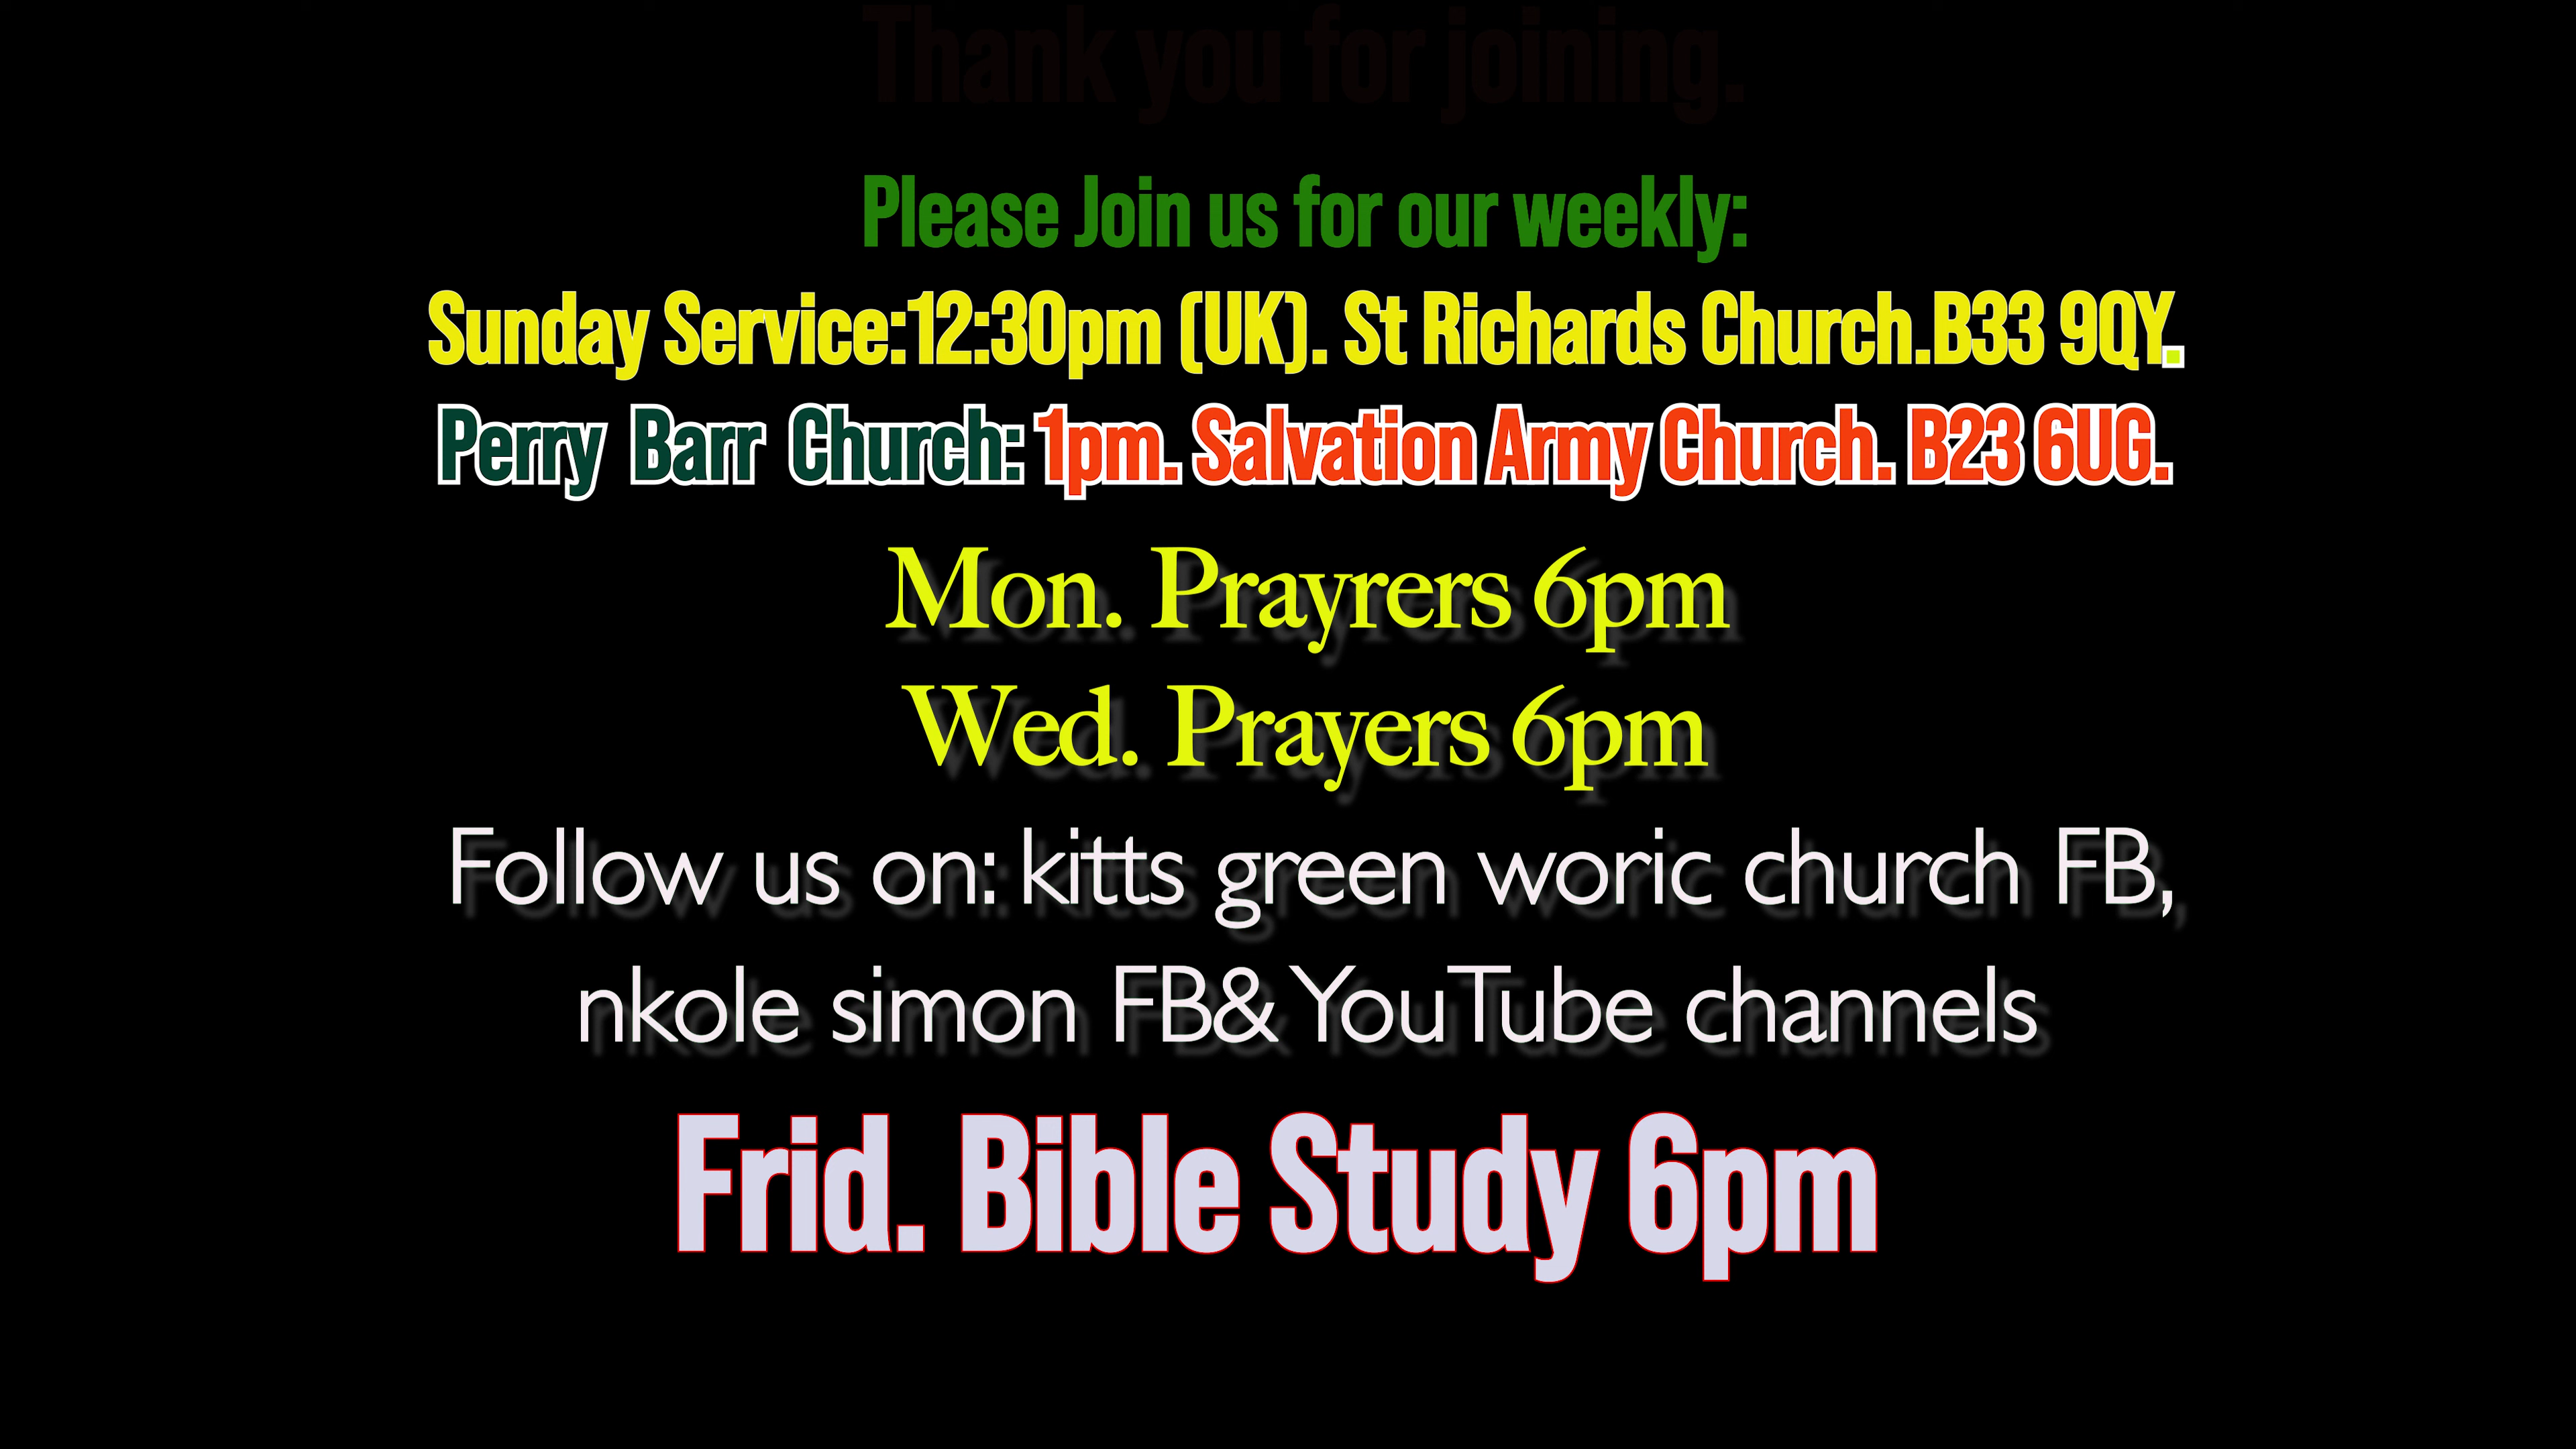 Thank you for joining.
Please Join us for our weekly:
Sunday Service:12:30pm (UK). St Richards Church.B33 9QY.
Perry Barr Church: 1pm. Salvation Army Church. B23 6UG.
Mon. Prayrers 6pm
Wed. Prayers 6pm
Follow us on: kitts green woric church FB,
nkole simon FB& YouTube channels
Frid. Bible Study 6pm